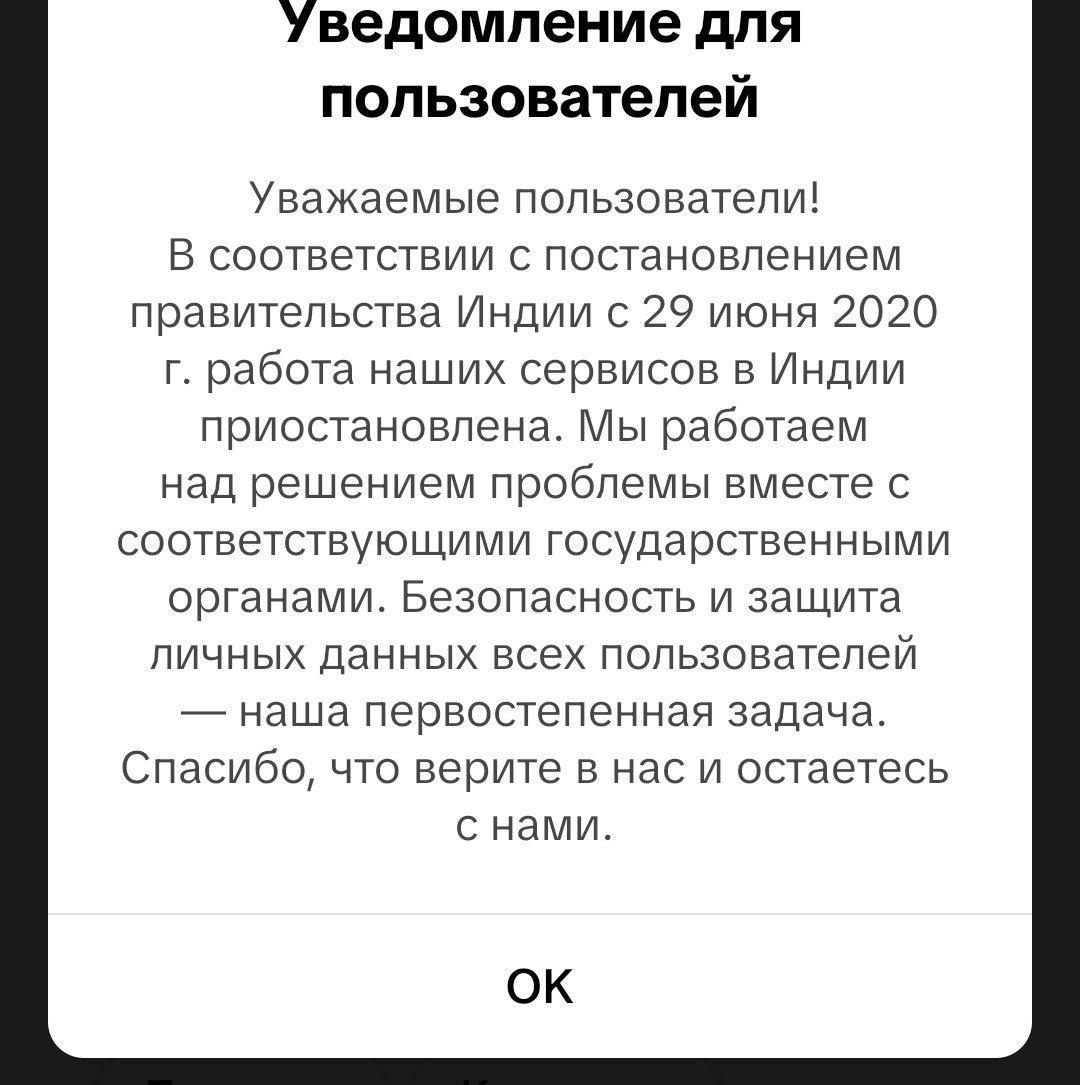 Уведомление для
пользователей
Уважаемые пользователи!
В соответствии с постановлением
правительства Индии с 29 июня 2020
г. работа наших сервисов в Индии
приостановлена. Мы работаем
над решением проблемы вместе с
соответствующими государственными
органами. Безопасность и защита
личных данных всех пользователей
— наша первостепенная задача.
Спасибо, что верите в нас и остаетесь
с нами.
OK